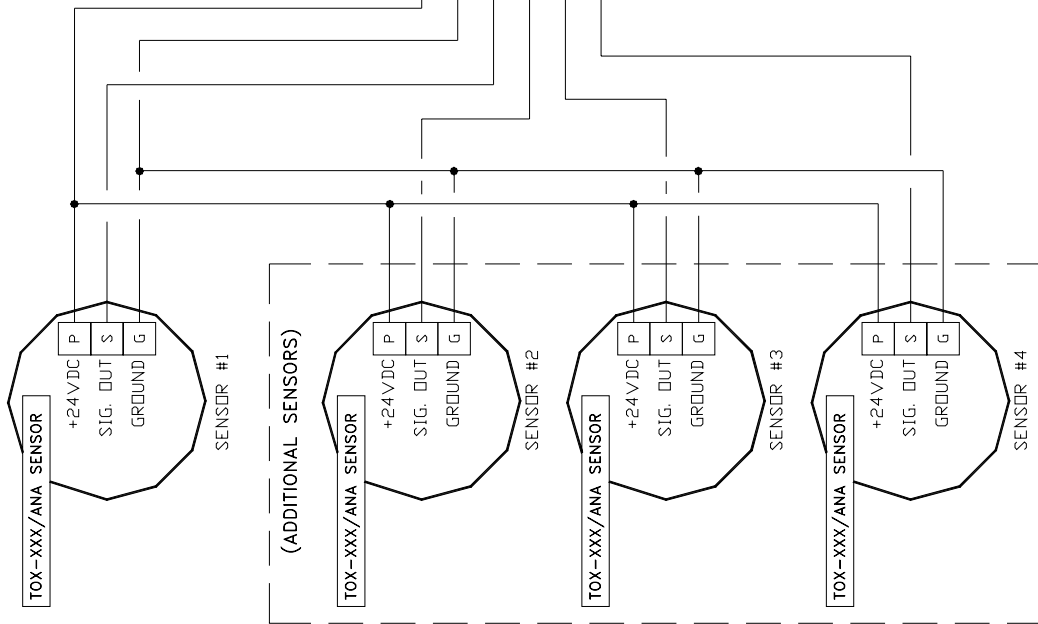 P
S
G
+24VDC
SIG. OUT
GROUND
SENSOR #1
TOX-XXX/ANA SENSOR
(ADDITIONAL SENSORS)
P
S
G
+24VDC
SIG. OUT
GROUND
SENSOR #2
TOX-XXX/ANA SENSOR
P
S
G
+24VDC
SIG. OUT
GROUND
SENSOR #3
TOX-XXX/ANA SENSOR
P
S
G
+24VDC
SIG. OUT
GROUND
SENSOR #4
TOX-XXX/ANA SENSOR